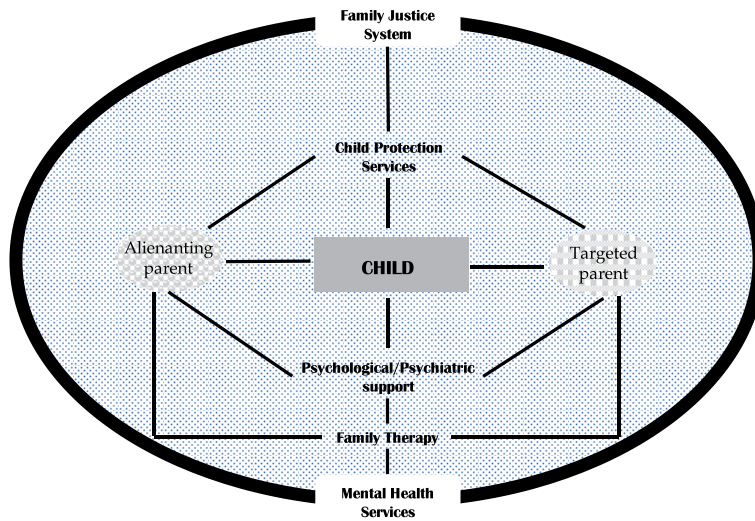 Family Justice
System
Child Protection
Services
Alienanting
parent
CHILD
Targeted
parent
Psychological/Psychiatric
support
Family Therapy
Mental Health
Services